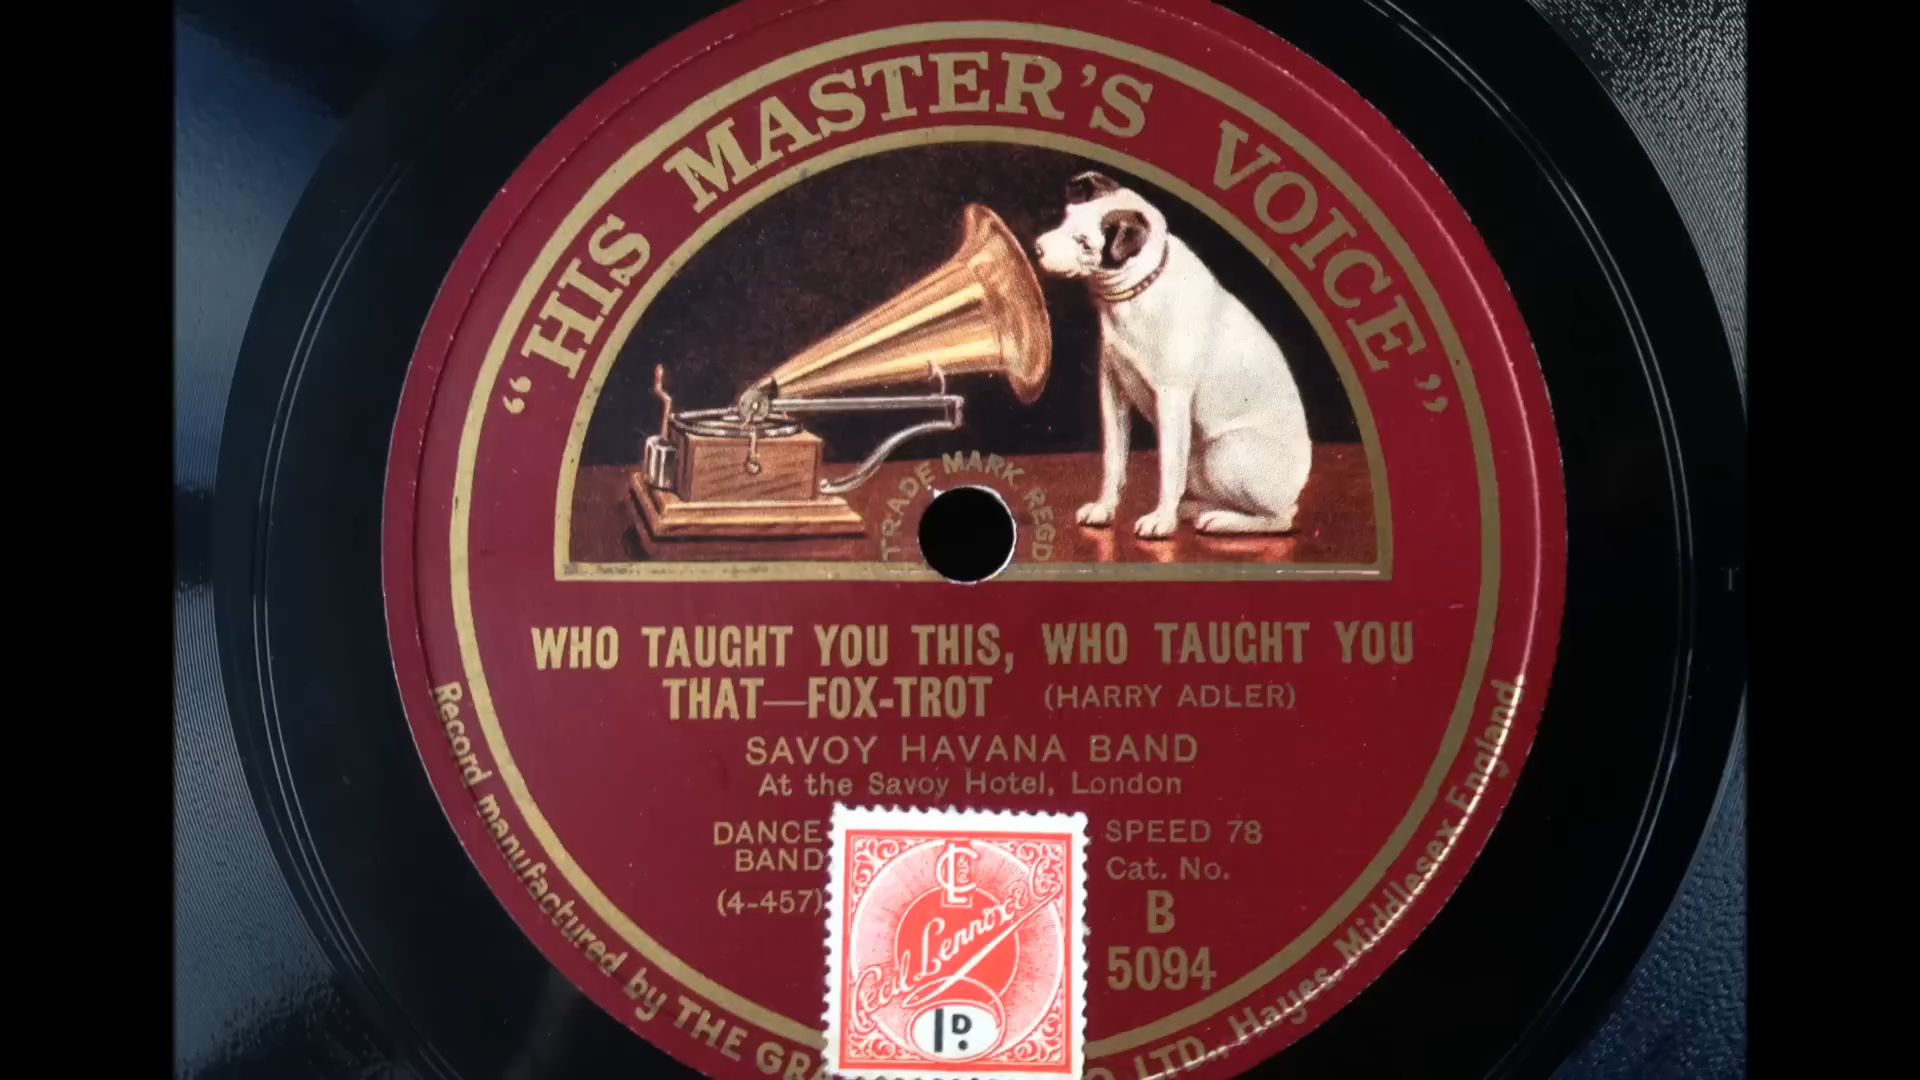 “HIS MASTER'S VOICE”
TRADE MARK REGD
WHO TAUGHT YOU THIS, WHO TAUGHT YOU
THAT—FOX-TROT (HARRY ADLER)
SAVOY HAVANA BAND
At the Savoy Hotel, London
DANCE
BAND
(4-457)
SPEED 78
Cat. No.
B
5094
Cecil Lennox & Co
1D.
Record manufactured by THE GRA
O LTD., Hayes, Middlesex, England.